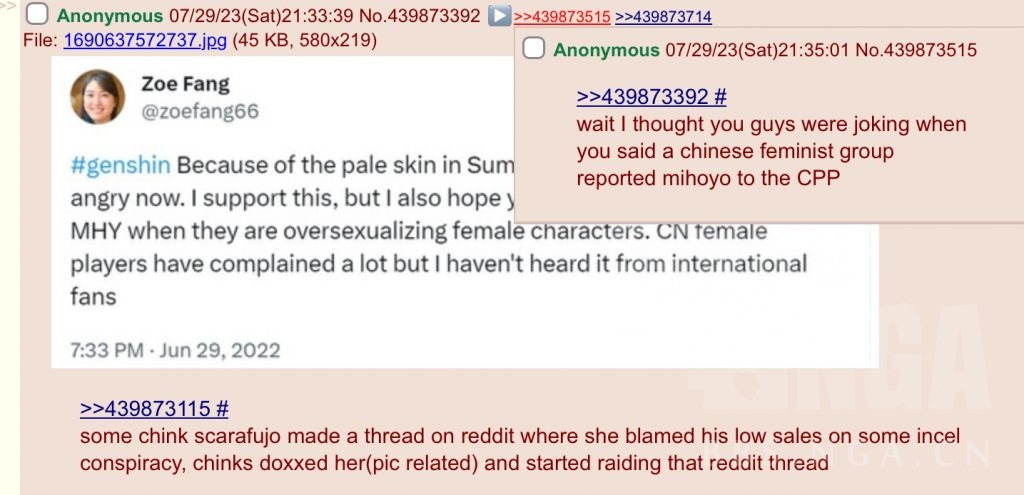 >>
Anonymous 07/29/23(Sat)21:33:39 No.439873392 >>439873515 >>439873714
File: 1690637572737.jpg (45 KB, 580x219)
Anonymous 07/29/23(Sat)21:35:01 No.439873515
>>439873392 #
wait I thought you guys were joking when
you said a chinese feminist group
reported mihoyo to the CPP
Zoe Fang
@zoefang66
#genshin Because of the pale skin in Sum
angry now. I support this, but I also hope y
MHY when they are oversexualizing female characters. CN female
players have complained a lot but I haven't heard it from international
fans
7:33 PM · Jun 29, 2022
>>439873115 #
some chink scarafujo made a thread on reddit where she blamed his low sales on some incel
conspiracy, chinks doxxed her(pic related) and started raiding that reddit thread
NGA
BBS.NGA.CN